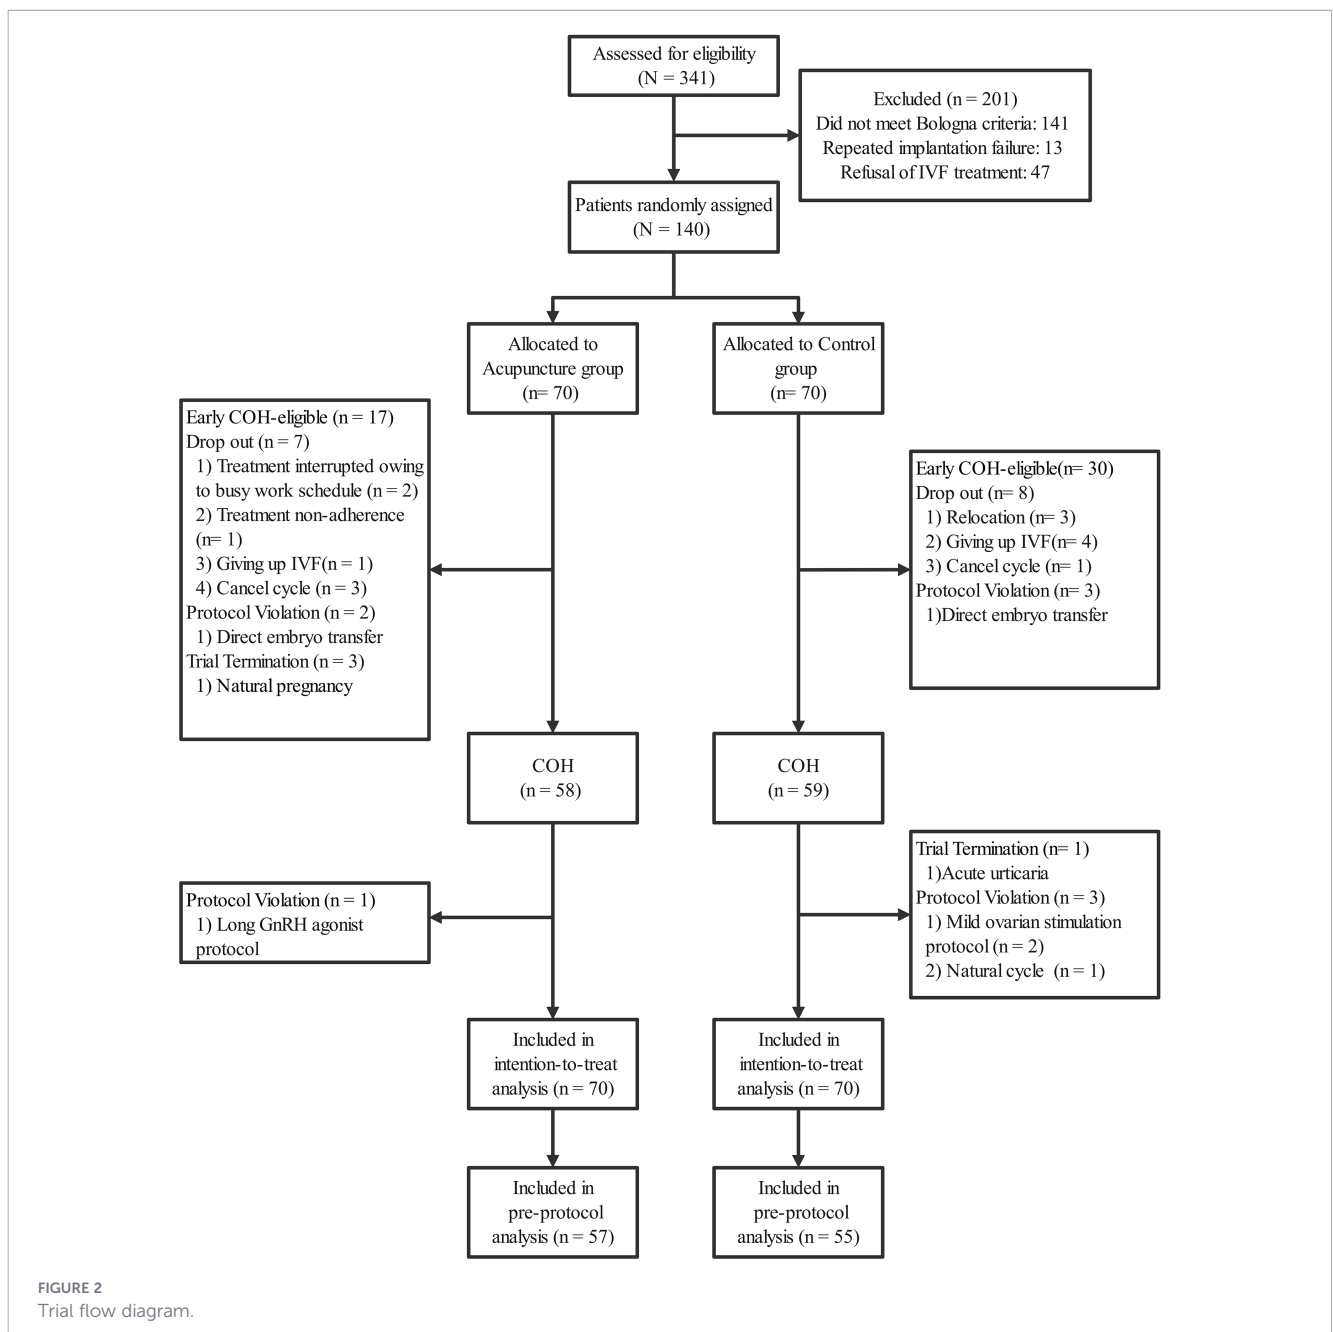 Assessed for eligibility
(N = 341)
Excluded (n = 201)
Did not meet Bologna criteria: 141
Repeated implantation failure: 13
Refusal of IVF treatment: 47
Patients randomly assigned
(N = 140)
Allocated to
Acupuncture group
(n= 70)
Allocated to Control
group
(n= 70)
Early COH-eligible (n = 17)
Drop out (n = 7)
1) Treatment interrupted owing
to busy work schedule (n = 2)
2) Treatment non-adherence
(n= 1)
3) Giving up IVF(n = 1)
4) Cancel cycle (n = 3)
Protocol Violation (n = 2)
1) Direct embryo transfer
Trial Termination (n = 3)
1) Natural pregnancy
Early COH-eligible(n= 30)
Drop out (n= 8)
1) Relocation (n= 3)
2) Giving up IVF(n= 4)
3) Cancel cycle (n= 1)
Protocol Violation (n= 3)
1)Direct embryo transfer
COH
(n = 58)
COH
(n = 59)
Protocol Violation (n = 1)
1) Long GnRH agonist
protocol
Trial Termination (n= 1)
1)Acute urticaria
Protocol Violation (n = 3)
1) Mild ovarian stimulation
protocol (n = 2)
2) Natural cycle (n = 1)
Included in
intention-to-treat
analysis (n = 70)
Included in
intention-to-treat
analysis (n = 70)
Included in
pre-protocol
analysis (n = 57)
Included in
pre-protocol
analysis (n = 55)
FIGURE 2
Trial flow diagram.